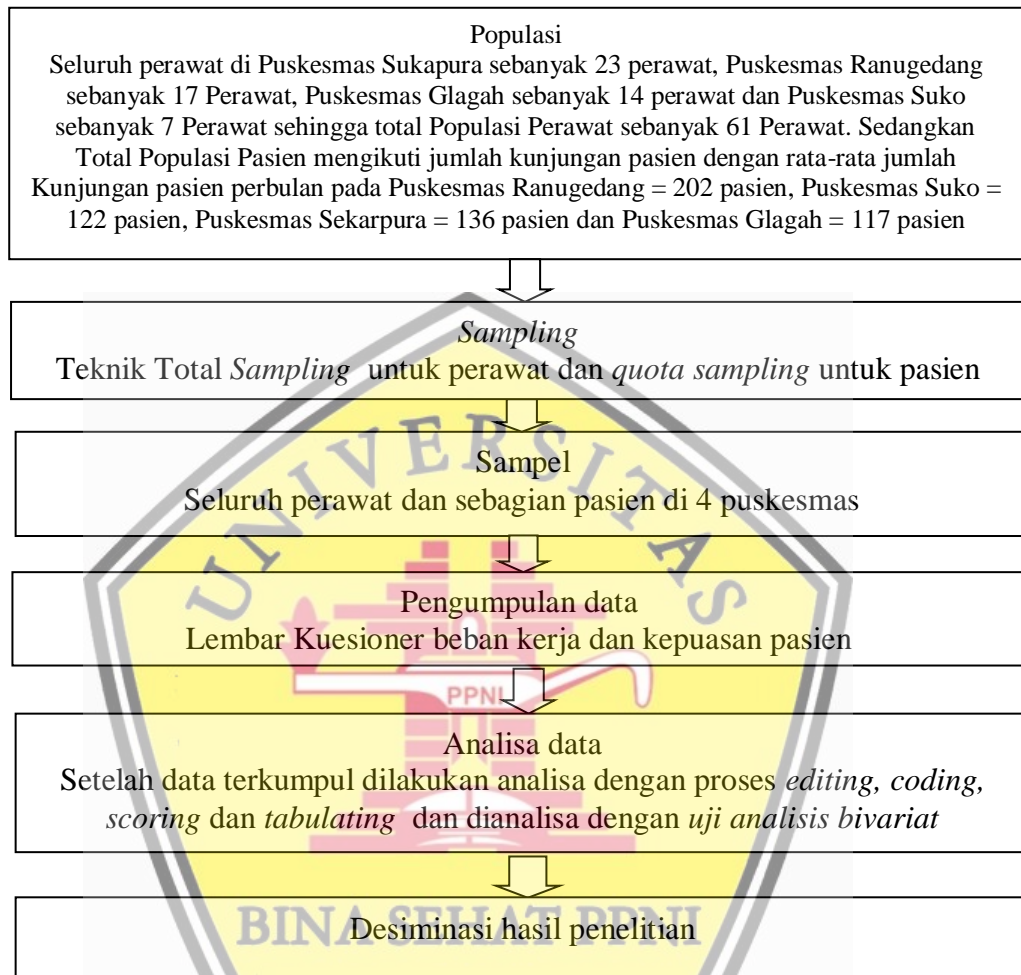 Populasi
Seluruh perawat di Puskesmas Sukapura sebanyak 23 perawat, Puskesmas Ranugedang
sebanyak 17 Perawat, Puskesmas Glagah sebanyak 14 perawat dan Puskesmas Suko
sebanyak 7 Perawat sehingga total Populasi Perawat sebanyak 61 Perawat. Sedangkan
Total Populasi Pasien mengikuti jumlah kunjungan pasien dengan rata-rata jumlah
Kunjungan pasien perbulan pada Puskesmas Ranugedang = 202 pasien, Puskesmas Suko =
122 pasien, Puskesmas Sekarpura = 136 pasien dan Puskesmas Glagah = 117 pasien
Sampling
Teknik Total Sampling untuk perawat dan quota sampling untuk pasien
UNIVERSITAS
Sampel
Seluruh perawat dan sebagian pasien di 4 puskesmas
Pengumpulan data
Lembar Kuesioner beban kerja dan kepuasan pasien
PPNI
Analisa data
Setelah data terkumpul dilakukan analisa dengan proses editing, coding,
scoring dan tabulating dan dianalisa dengan uji analisis bivariat
Desiminasi hasil penelitian
BINA SEHAT PPNI